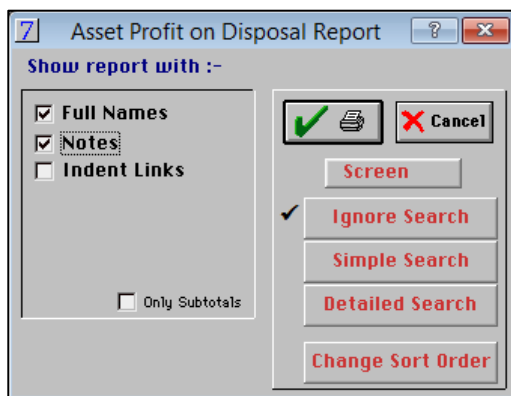 7 Asset Profit on Disposal Report ?
Show report with :-
Full Names
Notes
Indent Links
Only Subtotals
Cancel
Screen
Ignore Search
Simple Search
Detailed Search
Change Sort Order